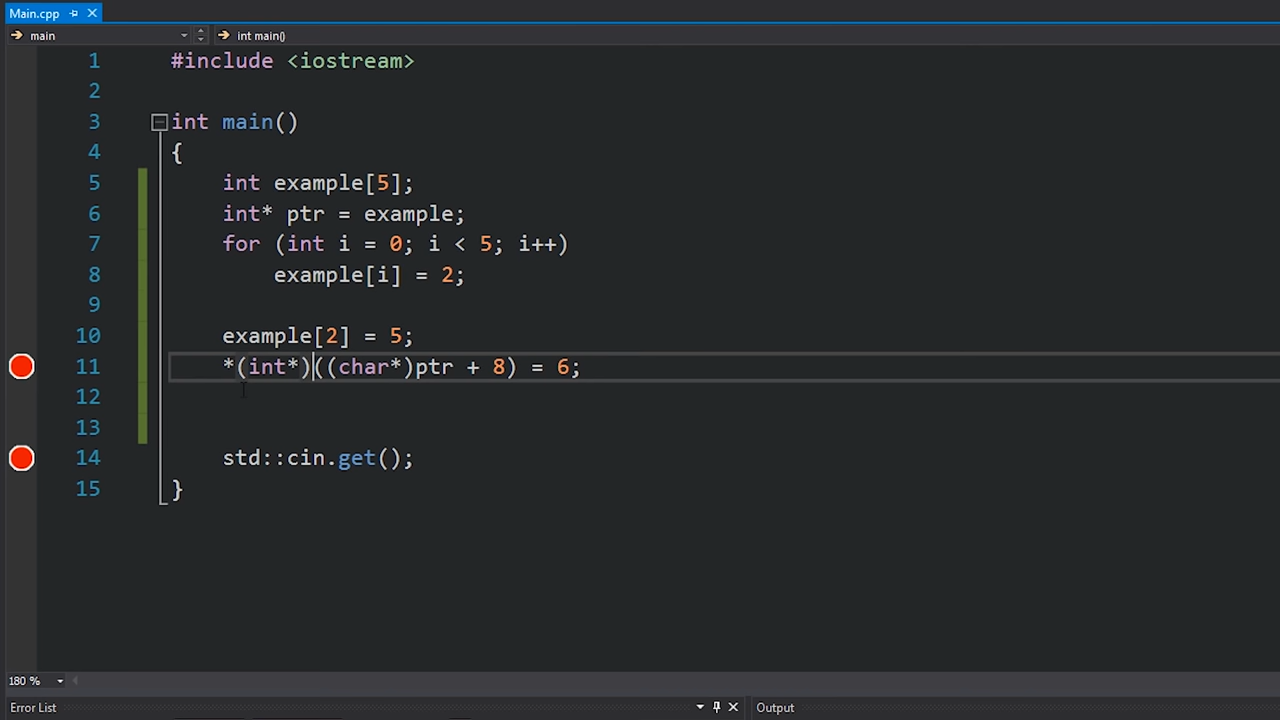 Main.cpp
main int main()
1 #include <iostream>
2
3 int main()
4 {
5 int example[5];
6 int* ptr = example;
7 for (int i = 0; i < 5; i++)
8 example[i] = 2;
9
10 example[2] = 5;
11 *(int*)((char*)ptr + 8) = 6;
12
13
14 std::cin.get();
15 }
180 %
Error List Output